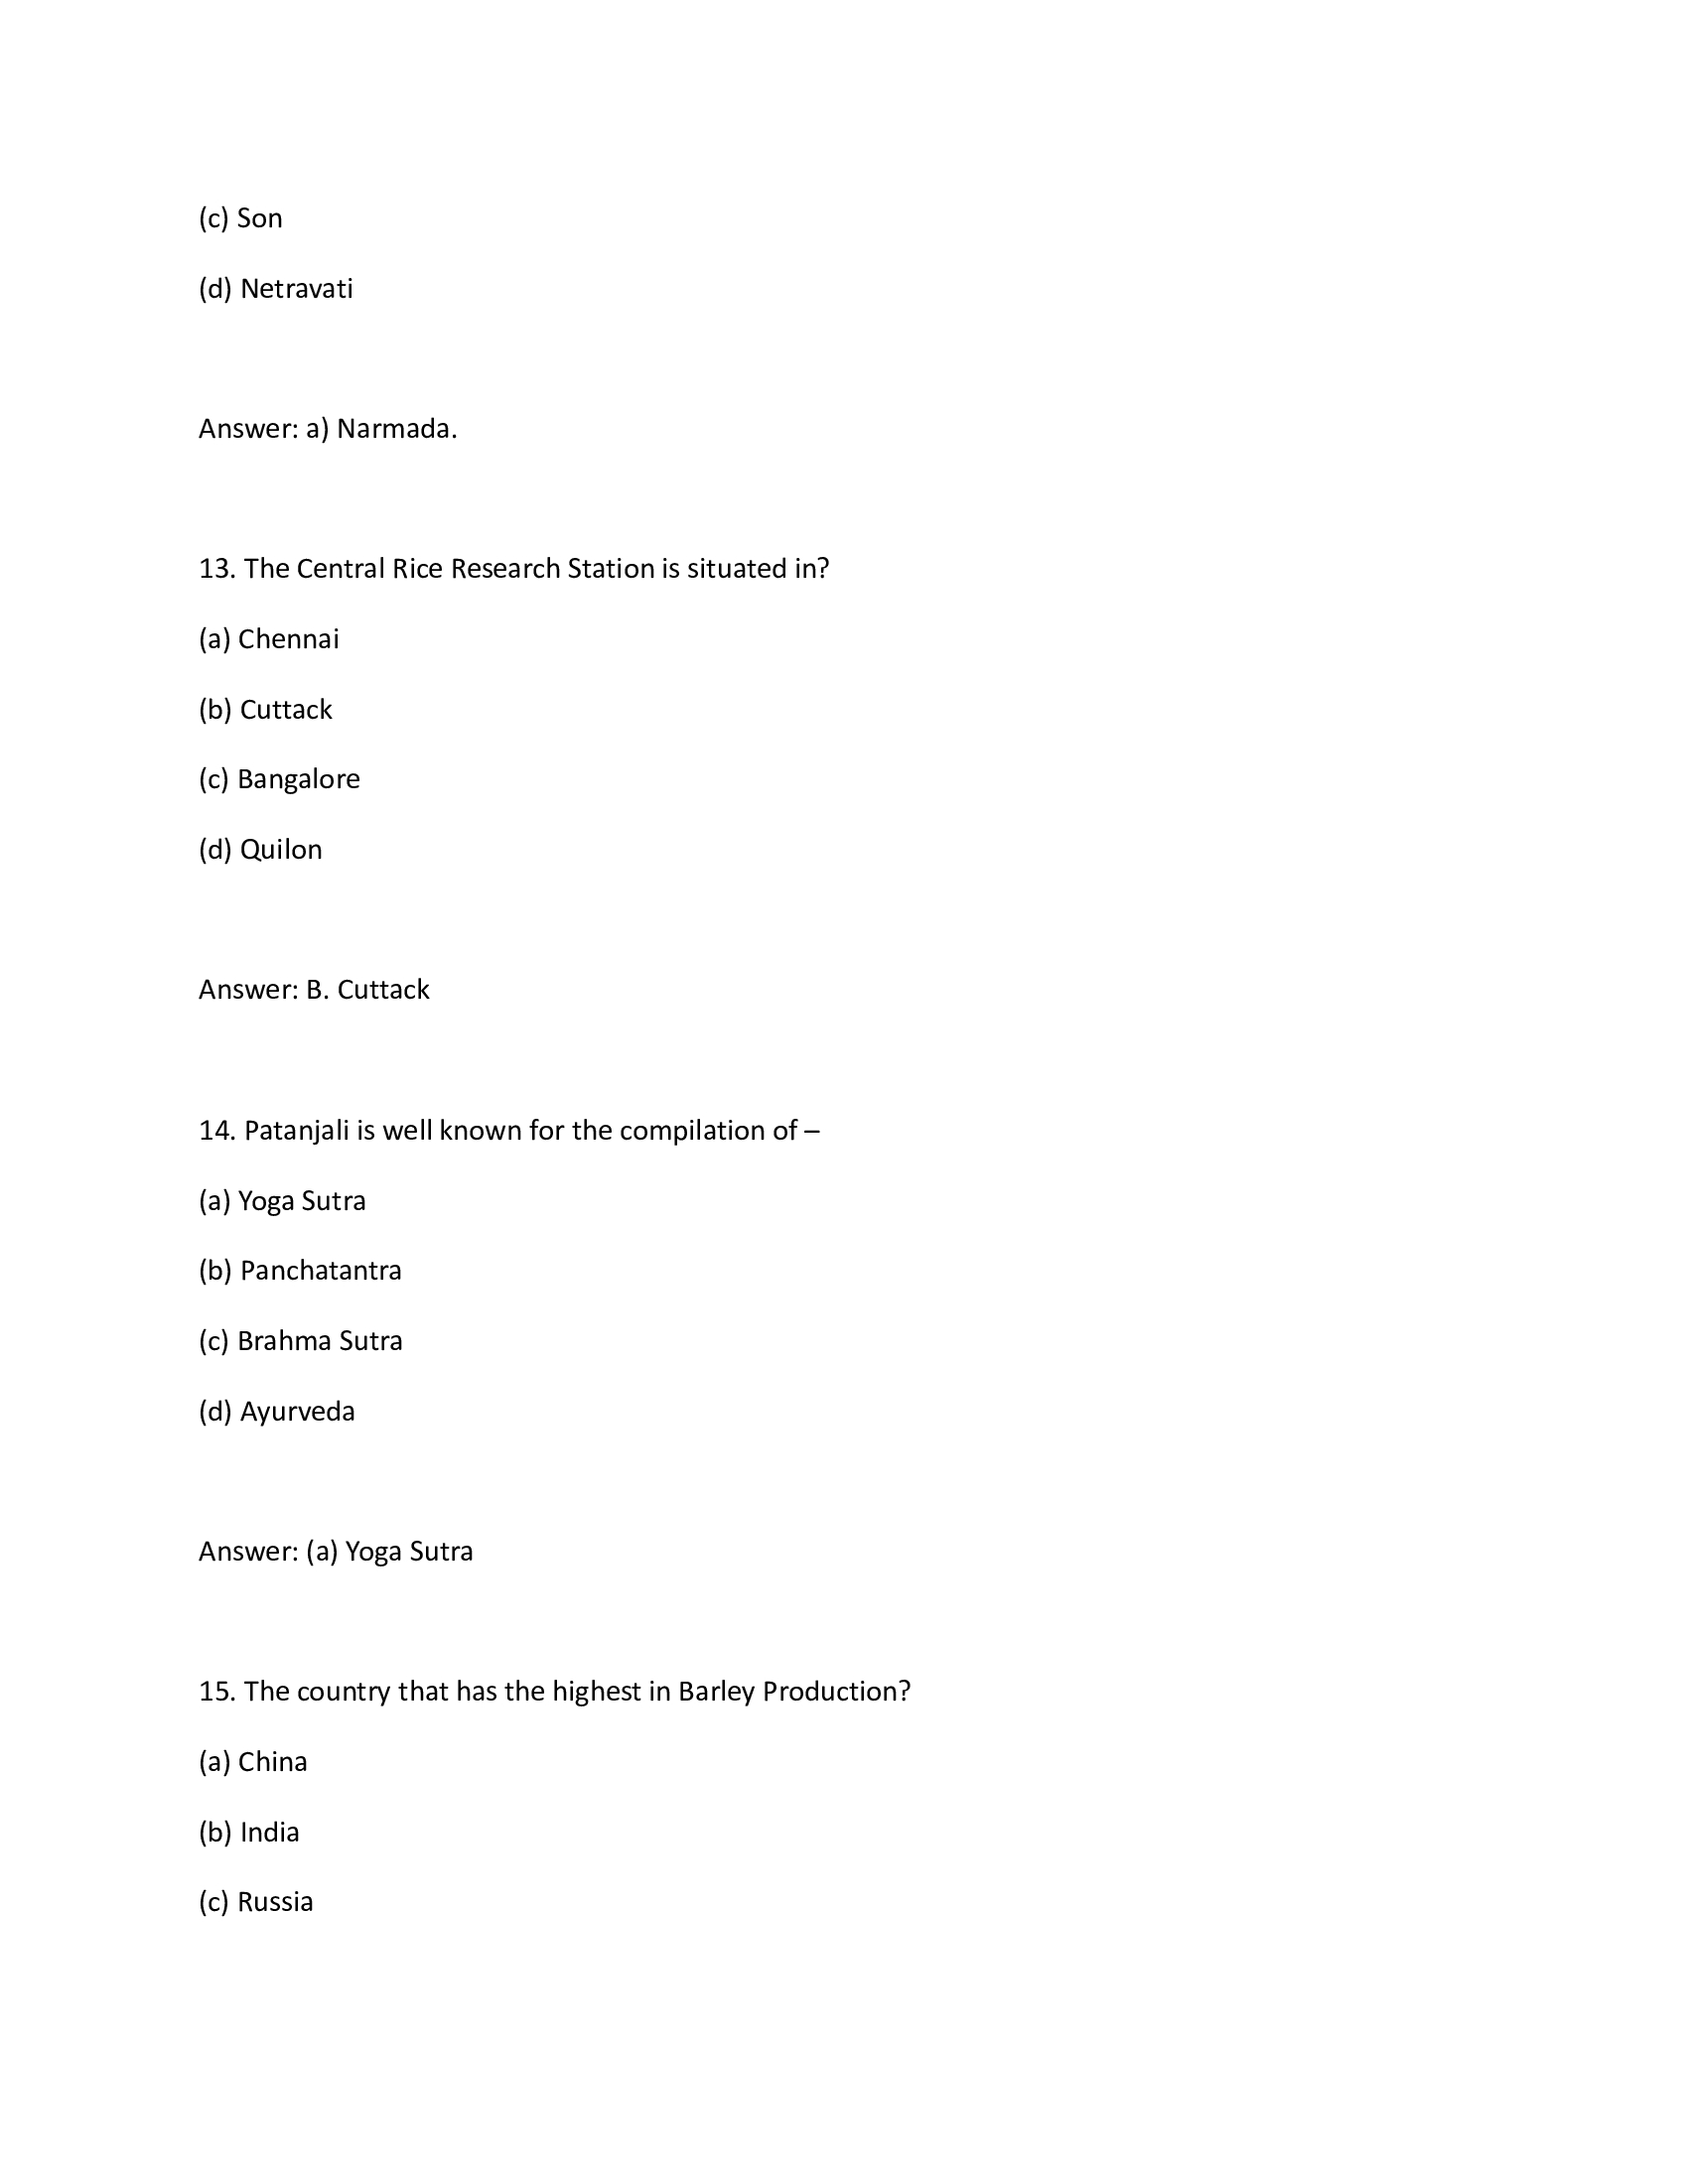 (c) Son
(d) Netravati
Answer: a) Narmada.
13. The Central Rice Research Station is situated in?
(a) Chennai
(b) Cuttack
(c) Bangalore
(d) Quilon
Answer: B. Cuttack
14. Patanjali is well known for the compilation of –
(a) Yoga Sutra
(b) Panchatantra
(c) Brahma Sutra
(d) Ayurveda
Answer: (a) Yoga Sutra
15. The country that has the highest in Barley Production?
(a) China
(b) India
(c) Russia